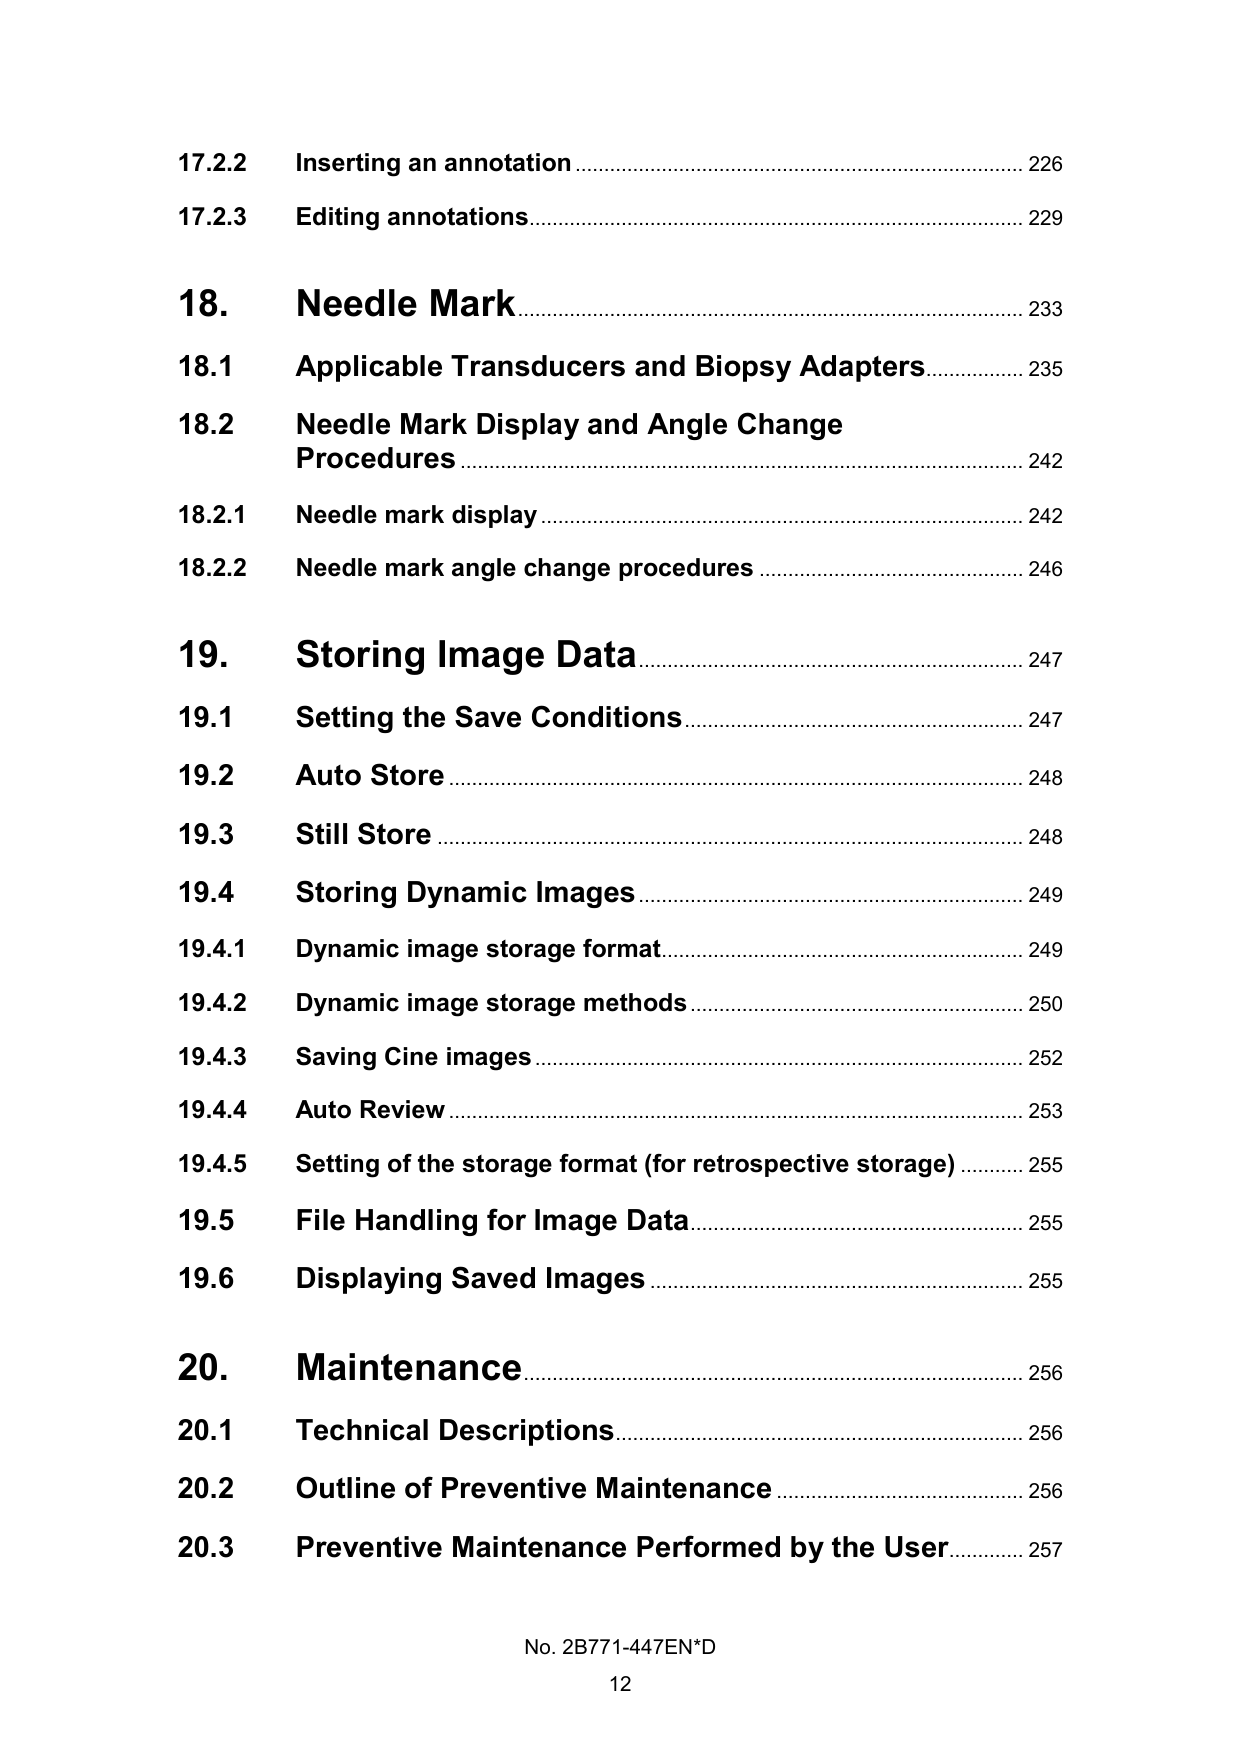 17.2.2 Inserting an annotation ........................................................................... 226
17.2.3 Editing annotations.................................................................................... 229
18. Needle Mark...................................................................................... 233
18.1 Applicable Transducers and Biopsy Adapters................. 235
18.2 Needle Mark Display and Angle Change
Procedures ................................................................................................ 242
18.2.1 Needle mark display .................................................................................. 242
18.2.2 Needle mark angle change procedures .............................................. 246
19. Storing Image Data................................................................... 247
19.1 Setting the Save Conditions........................................................... 247
19.2 Auto Store .................................................................................................. 248
19.3 Still Store .................................................................................................... 248
19.4 Storing Dynamic Images................................................................... 249
19.4.1 Dynamic image storage format............................................................... 249
19.4.2 Dynamic image storage methods .......................................................... 250
19.4.3 Saving Cine images ..................................................................................... 252
19.4.4 Auto Review .................................................................................................... 253
19.4.5 Setting of the storage format (for retrospective storage) ........... 255
19.5 File Handling for Image Data.......................................................... 255
19.6 Displaying Saved Images ................................................................. 255
20. Maintenance...................................................................................... 256
20.1 Technical Descriptions....................................................................... 256
20.2 Outline of Preventive Maintenance ........................................... 256
20.3 Preventive Maintenance Performed by the User............. 257
No. 2B771-447EN*D
12